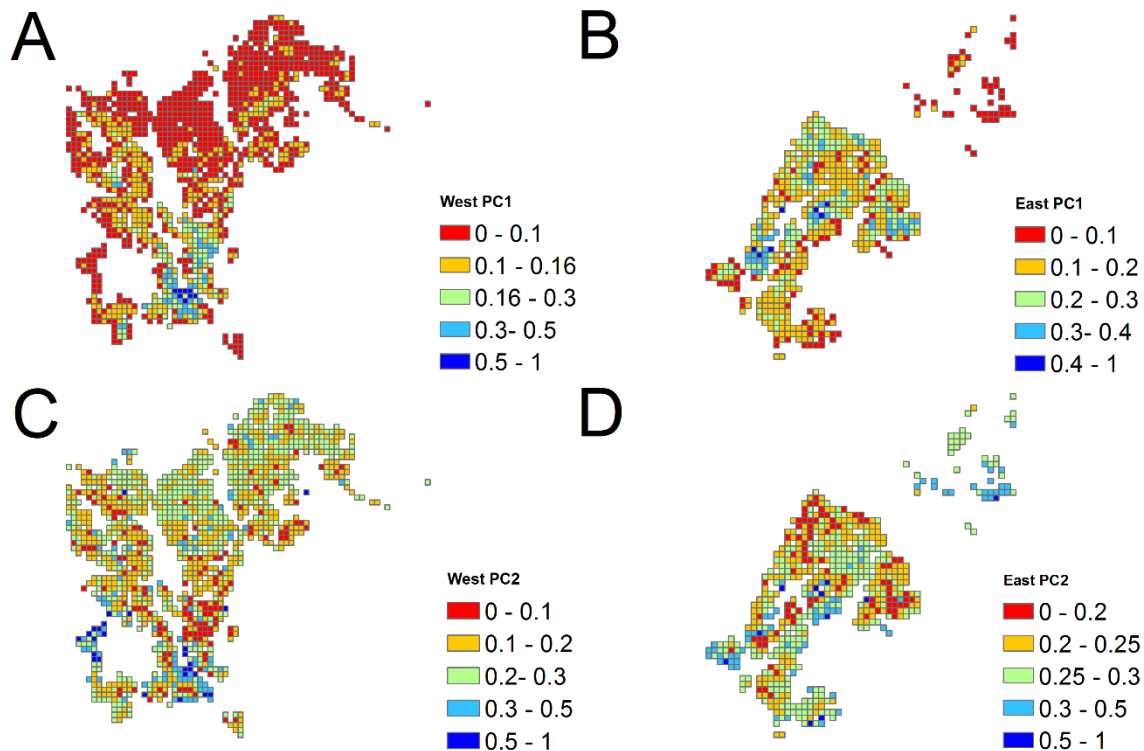 A
B
West PC1
0 - 0.1
0.1 - 0.16
0.16 - 0.3
0.3- 0.5
0.5 - 1
East PC1
0 - 0.1
0.1 - 0.2
0.2 - 0.3
0.3- 0.4
0.4 - 1
C
D
West PC2
0 - 0.1
0.1 - 0.2
0.2- 0.3
0.3 - 0.5
0.5 - 1
East PC2
0 - 0.2
0.2 - 0.25
0.25 - 0.3
0.3 - 0.5
0.5 - 1